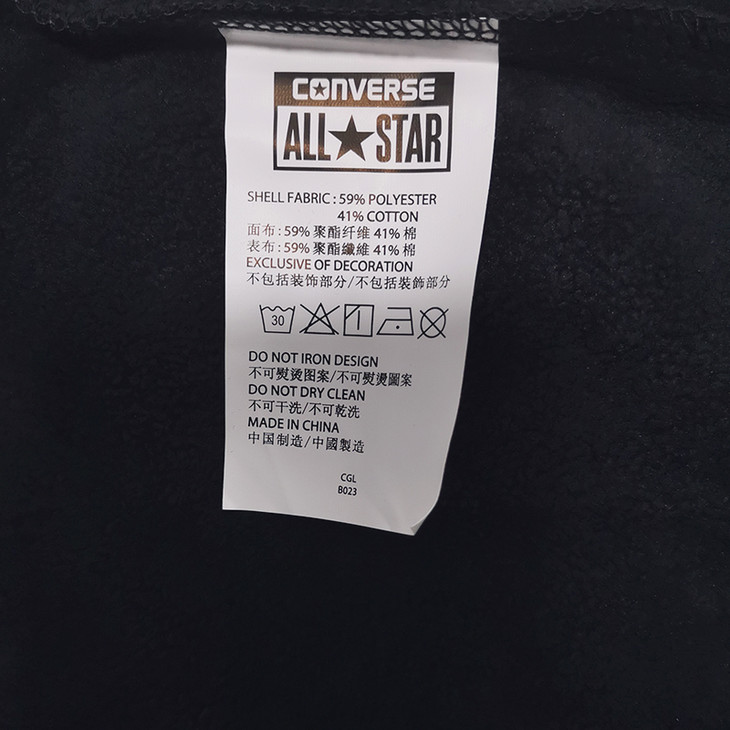 CONVERSE
ALL★STAR
SHELL FABRIC : 59% POLYESTER
41% COTTON
面布 : 59% 聚酯纤维 41% 棉
表布 : 59% 聚酯纖維 41% 棉
EXCLUSIVE OF DECORATION
不包括装饰部分/不包括裝飾部分
30
DO NOT IRON DESIGN
不可熨烫图案/不可熨燙圖案
DO NOT DRY CLEAN
不可干洗/不可乾洗
MADE IN CHINA
中国制造/中國製造
CGL
B023